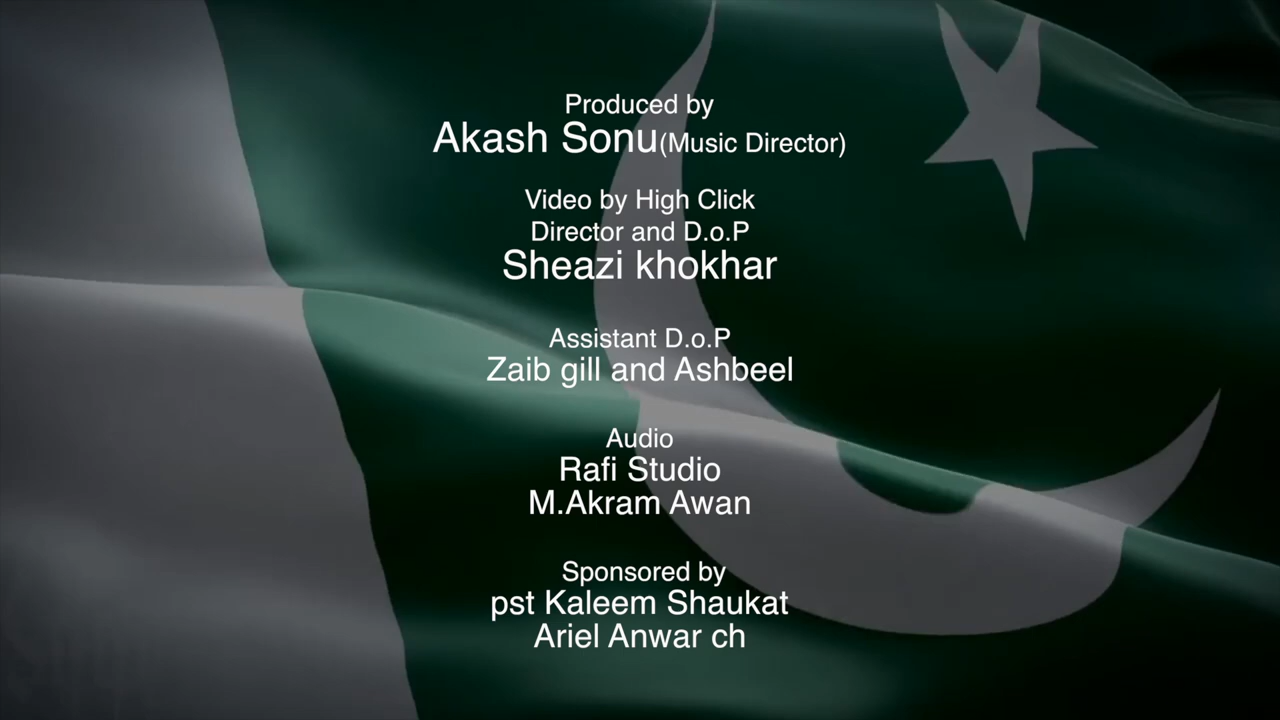 Produced by
Akash Sonu(Music Director)
Video by High Click
Director and D.o.P
Sheazi khokhar
Assistant D.o.P
Zaib gill and Ashbeel
Audio
Rafi Studio
M.Akram Awan
Sponsored by
pst Kaleem Shaukat
Ariel Anwar ch